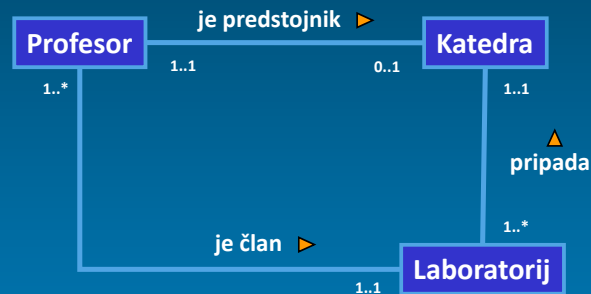 je predstojnik
Profesor
Katedra
1..1
0..1
1..*
1..1
pripada
1..*
je član
Laboratorij
1..1